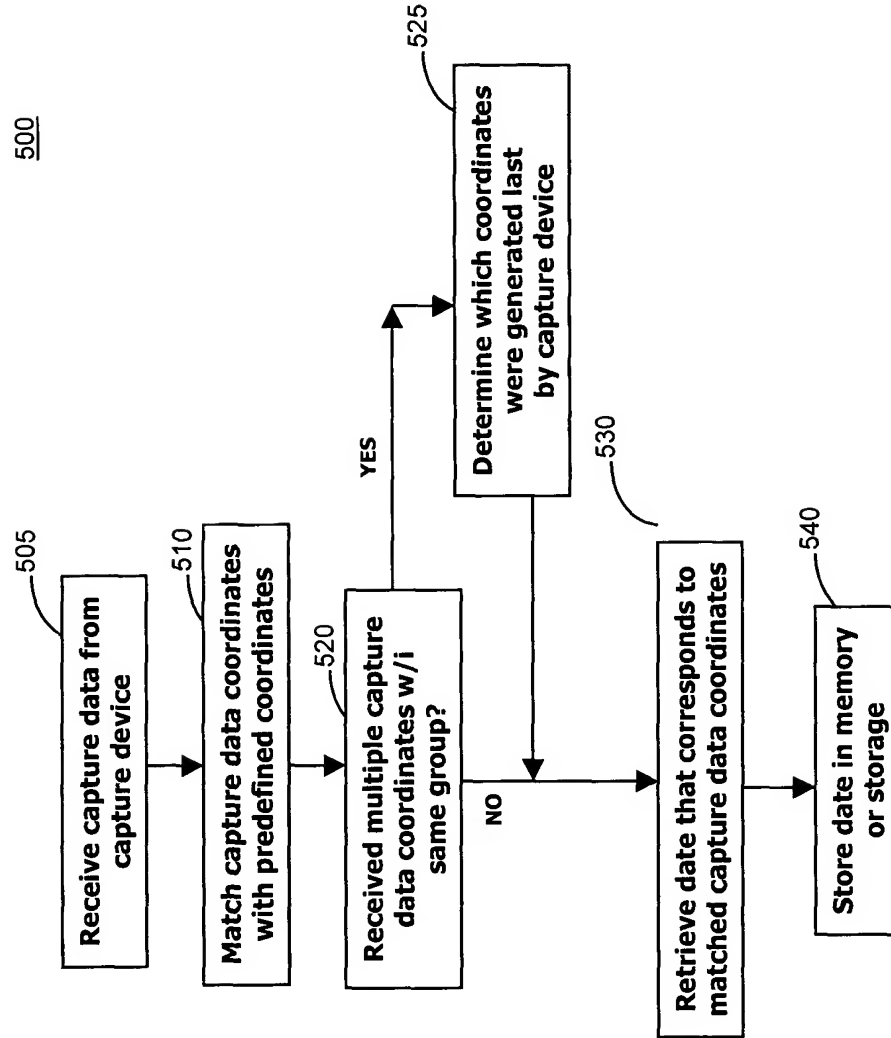 500
505
Receive capture data from
capture device
510
Match capture data coordinates
with predefined coordinates
520
Received multiple capture
data coordinates w/i
same group?
YES
525
Determine which coordinates
were generated last
by capture device
NO
530
Retrieve date that corresponds to
matched capture data coordinates
540
Store date in memory
or storage